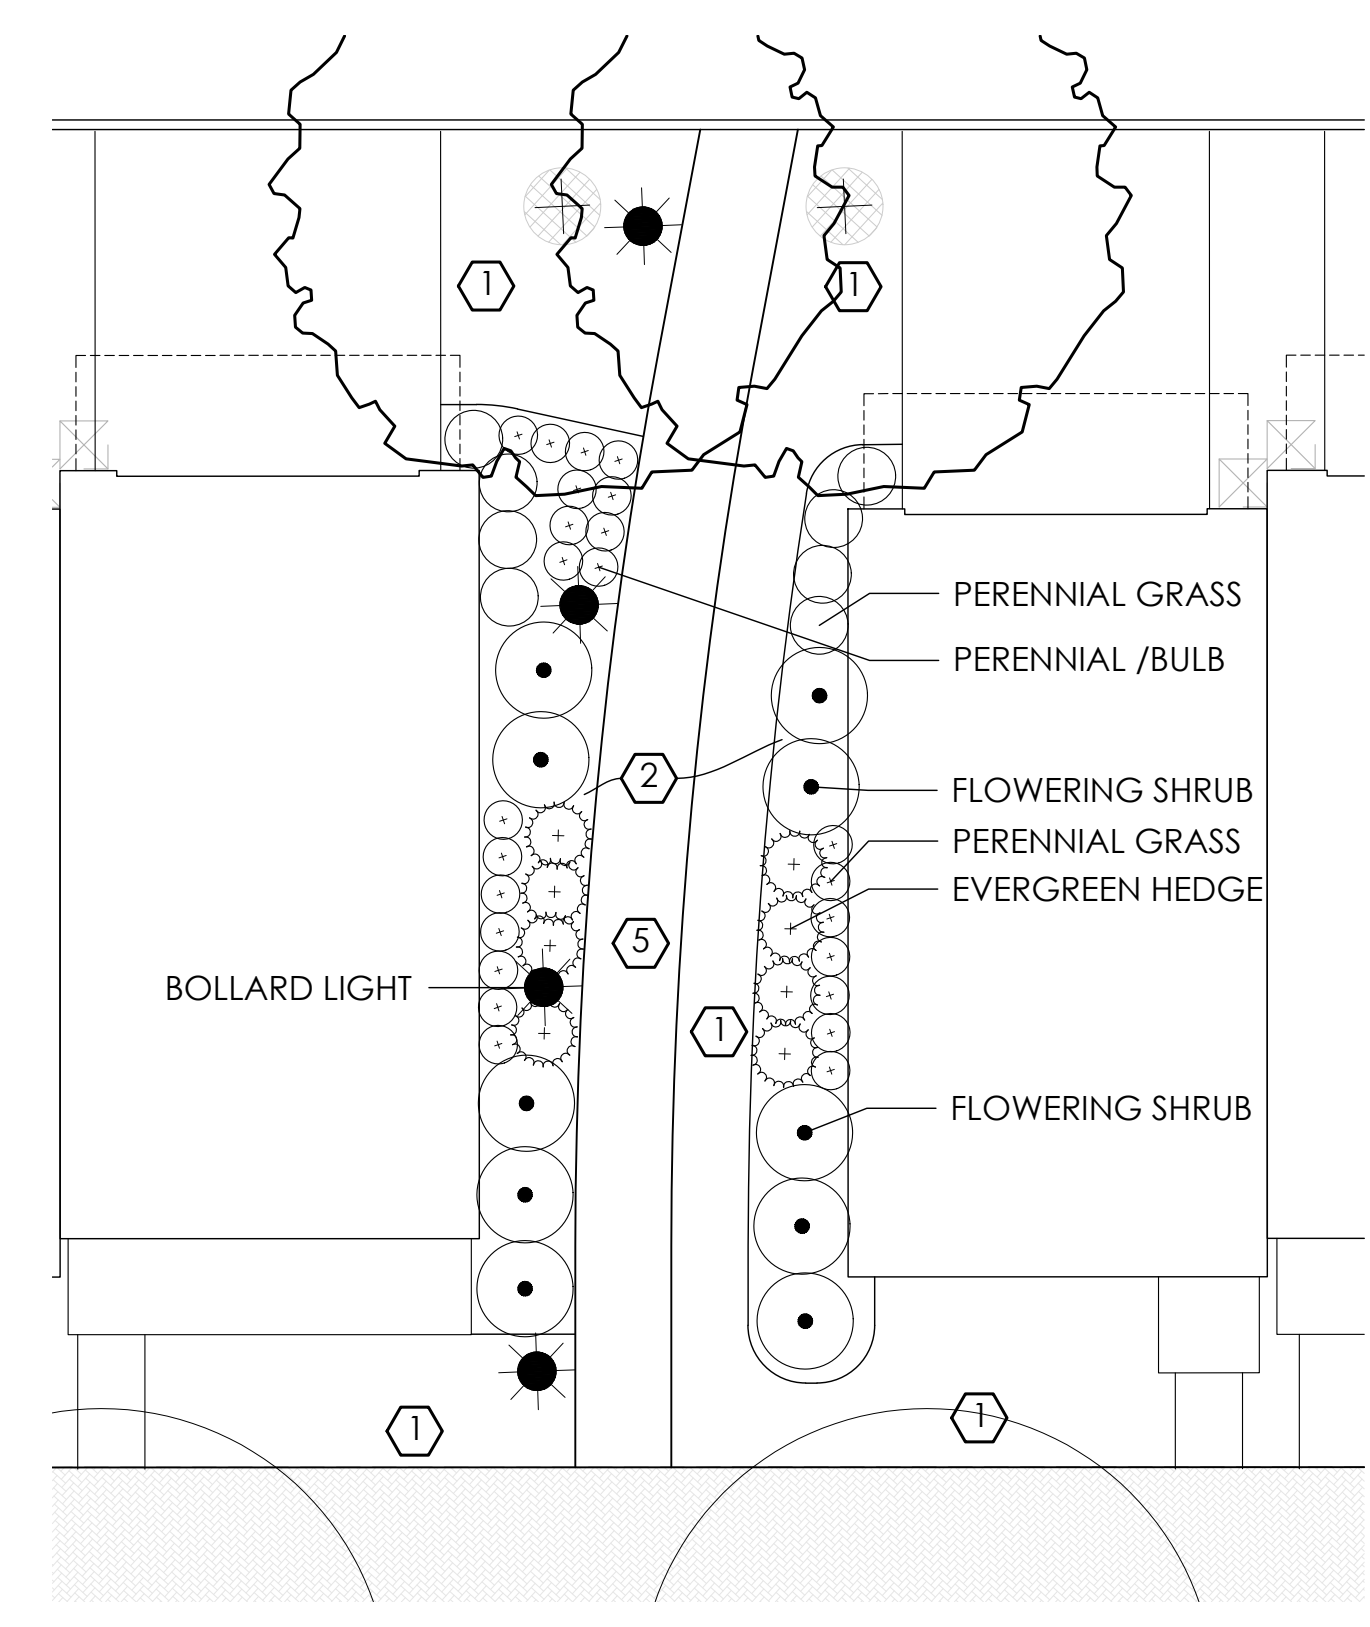 1
1
PERENNIAL GRASS
PERENNIAL /BULB
2
FLOWERING SHRUB
PERENNIAL GRASS
EVERGREEN HEDGE
5
BOLLARD LIGHT
1
FLOWERING SHRUB
1
1